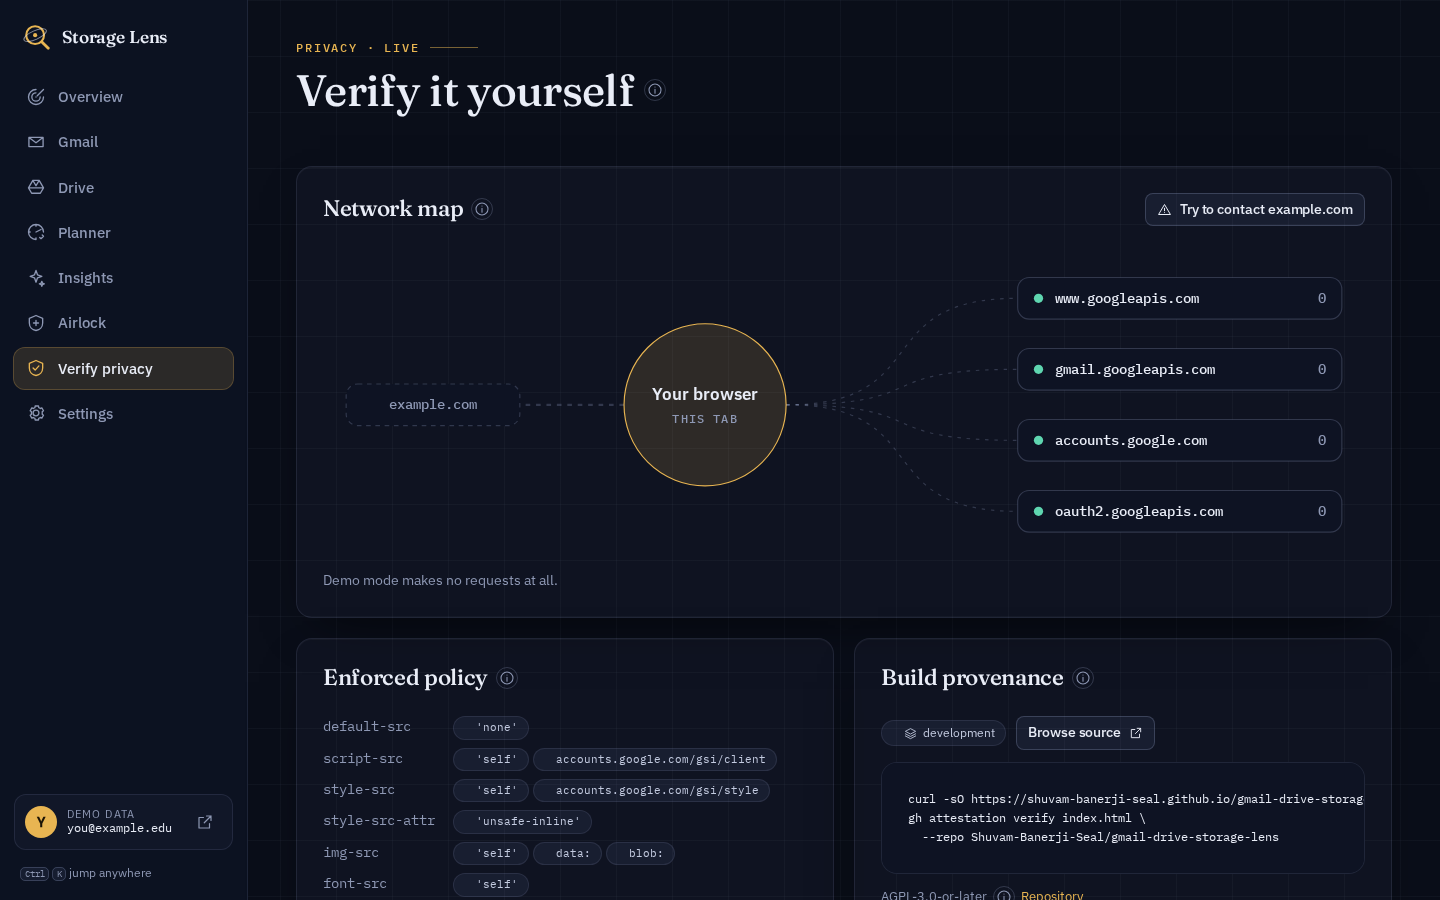 Storage Lens
Overview
Gmail
Drive
Planner
Insights
Airlock
Verify privacy
Settings
DEMO DATA
you@example.edu
Ctrl K jump anywhere
PRIVACY · LIVE
Verify it yourself
Network map
Try to contact example.com
example.com
Your browser
THIS TAB
www.googleapis.com 0
gmail.googleapis.com 0
accounts.google.com 0
oauth2.googleapis.com 0
Demo mode makes no requests at all.
Enforced policy
default-src 'none'
script-src 'self' accounts.google.com/gsi/client
style-src 'self' accounts.google.com/gsi/style
style-src-attr 'unsafe-inline'
img-src 'self' data: blob:
font-src 'self'
Build provenance
development Browse source
curl -sO https://shuvam-banerji-seal.github.io/gmail-drive-storag
gh attestation verify index.html \
--repo Shuvam-Banerji-Seal/gmail-drive-storage-lens
AGPL-3.0-or-later Repository
Y